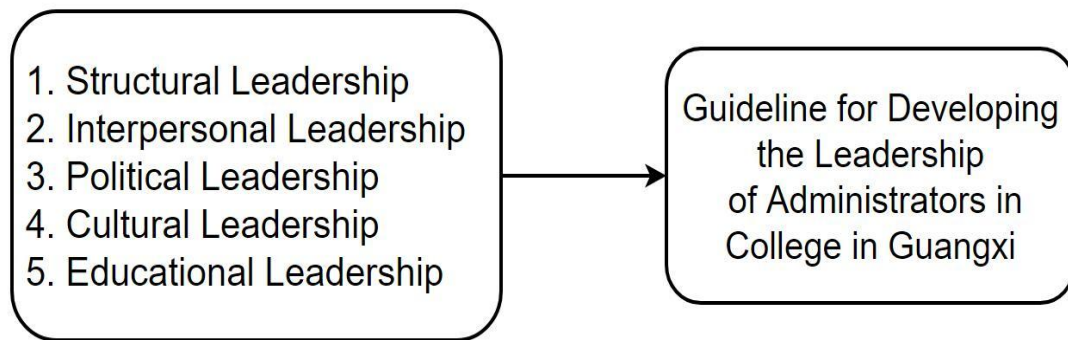 1. Structural Leadership
2. Interpersonal Leadership
3. Political Leadership
4. Cultural Leadership
5. Educational Leadership
Guideline for Developing
the Leadership
of Administrators in
College in Guangxi